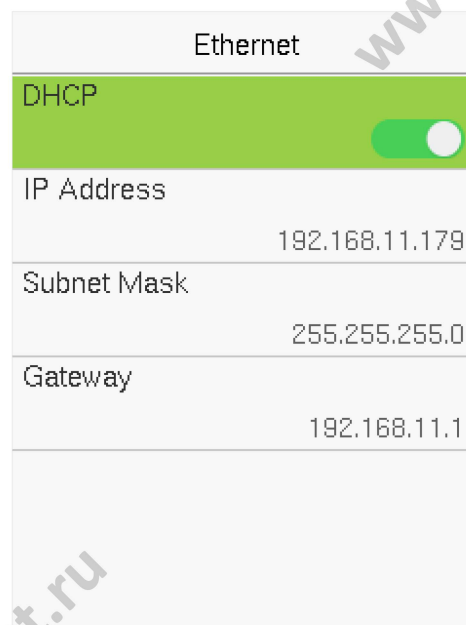 Ethernet
DHCP
IP Address
192.168.11.179
Subnet Mask
255.255.255.0
Gateway
192.168.11.1